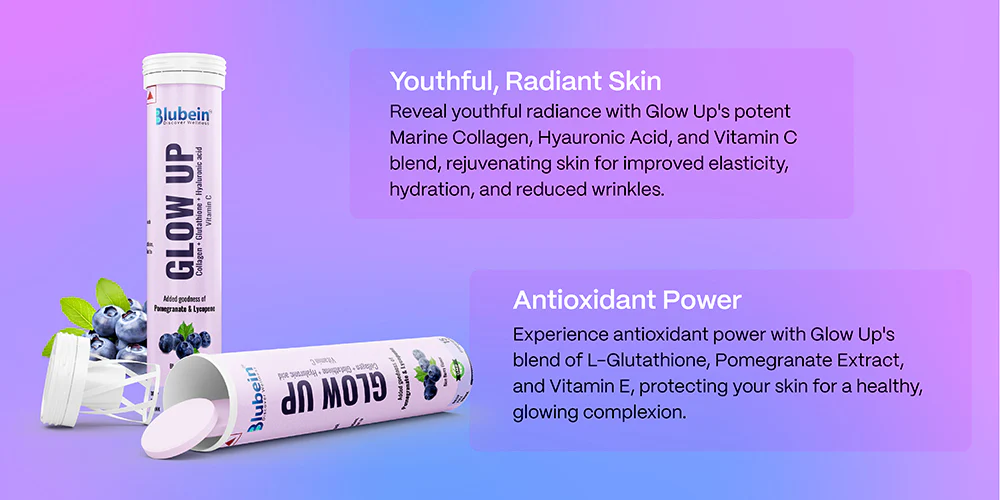 Blubein
Discover Wellness
GLOW UP
Collagen • Glutathione • Hyaluronic acid
Vitamin C
Added goodness of
Pomegranate & Lycopene
Youthful, Radiant Skin
Reveal youthful radiance with Glow Up's potent
Marine Collagen, Hyauronic Acid, and Vitamin C
blend, rejuvenating skin for improved elasticity,
hydration, and reduced wrinkles.
Antioxidant Power
Experience antioxidant power with Glow Up's
blend of L-Glutathione, Pomegranate Extract,
and Vitamin E, protecting your skin for a healthy,
glowing complexion.
Blubein
GLOW UP
Collagen • Glutathione • Hyaluronic acid
Vitamin C
Added goodness of
Pomegranate & Lycopene